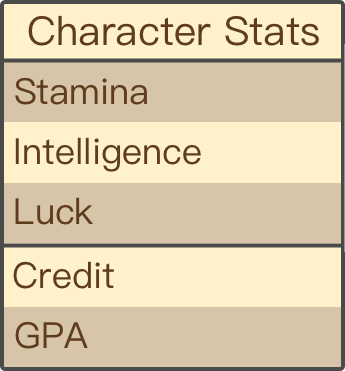 Character Stats
Stamina
Intelligence
Luck
Credit
GPA